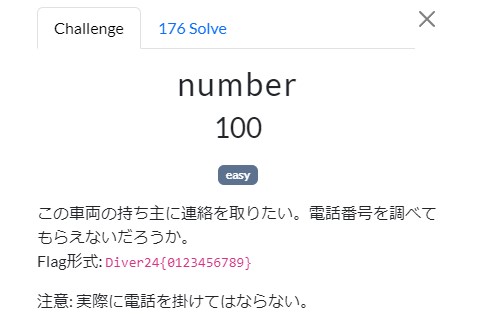 Challenge
176 Solve
number
100
easy
この車両の持ち主に連絡を取りたい。電話番号を調べて
もらえないだろうか。
Flag形式: Diver24{0123456789}
注意: 実際に電話を掛けてはならない。